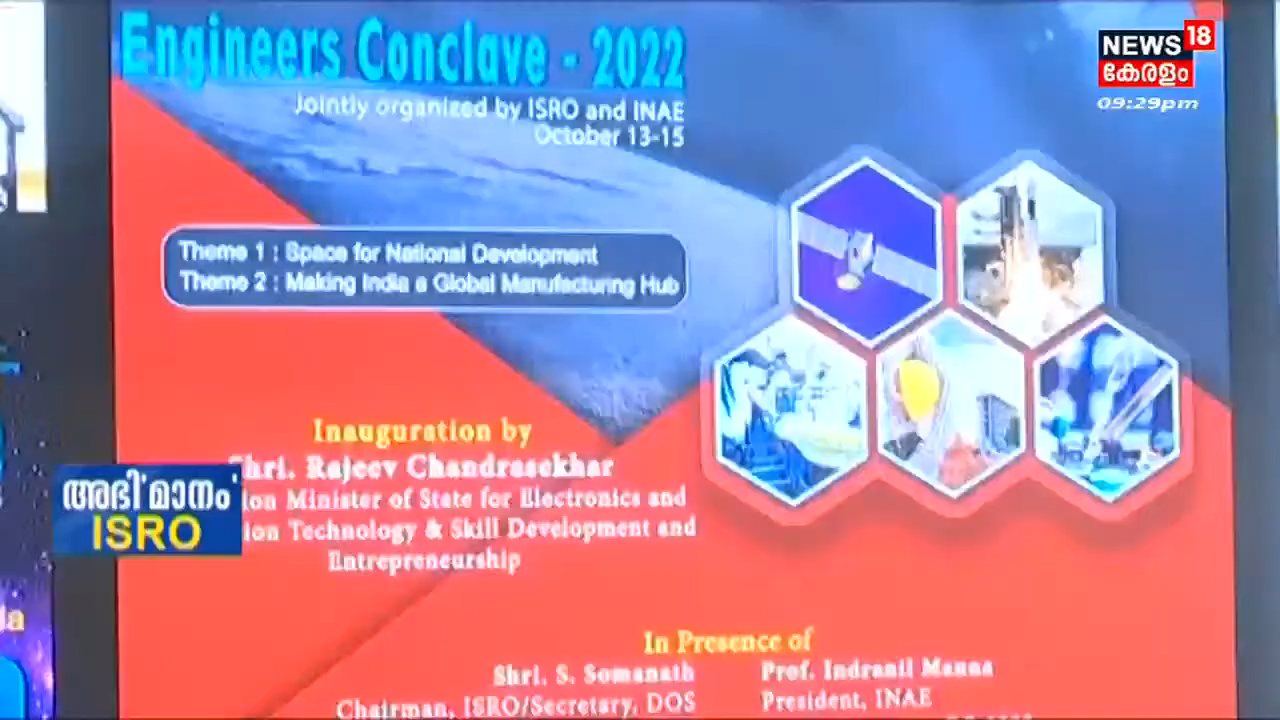 Engineers Conclave - 2022
Jointly organized by ISRO and INAE
October 13-15
NEWS 18
കേരളം
09:29pm
Theme 1 : Space for National Development
Theme 2 : Making India a Global Manufacturing Hub
Inauguration by
Shri. Rajeev Chandrasekhar
ion Minister of State for Electronics and
ion Technology & Skill Development and
Entrepreneurship
അഭി'മാനം'
ISRO
In Presence of
Shri. S. Somanath
Chairman, ISRO/Secretary, DOS
Prof. Indranil Manna
President, INAE